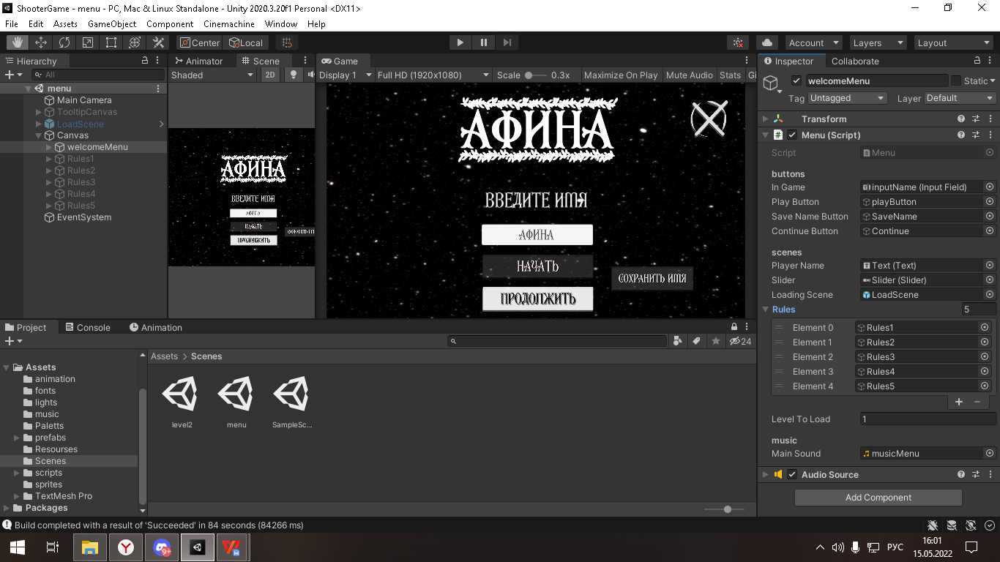 ShooterGame - menu - PC, Mac & Linux Standalone - Unity 2020.3.20f1 Personal <DX11>
File Edit Assets GameObject Component Cinemachine Window Help
Center Local Account Layers Layout
Hierarchy
All
menu
Main Camera
TooltipCanvas
LoadScene
Canvas
welcomeMenu
Rules1
Rules2
Rules3
Rules4
Rules5
EventSystem
Animator Scene
Shaded 2D
АФИНА
ВВЕДИТЕ ИМЯ
АФИНА
НАЧАТЬ
ПРОДОЛЖИТЬ
Game
Display 1 Full HD (1920x1080) Scale 0.3x Maximize On Play Mute Audio Stats Gi
АФИНА
ВВЕДИТЕ ИМЯ
АФИНА
НАЧАТЬ
СОХРАНИТЬ ИМЯ
ПРОДОЛЖИТЬ
Inspector Collaborate
welcomeMenu Static
Tag Untagged Layer Default
Transform
Menu (Script)
Script Menu
buttons
In Game inputName (Input Field)
Play Button playButton
Save Name Button SaveName
Continue Button Continue
scenes
Player Name Text (Text)
Slider Slider (Slider)
Loading Scene LoadScene
Rules 5
Element 0 Rules1
Element 1 Rules2
Element 2 Rules3
Element 3 Rules4
Element 4 Rules5
Level To Load 1
music
Main Sound musicMenu
Audio Source
Add Component
Project Console Animation
24
Assets
animation
fonts
lights
music
Paletts
prefabs
Resourses
Scenes
scripts
sprites
TextMesh Pro
Packages
Assets > Scenes
level2 menu SampleSc...
Build completed with a result of 'Succeeded' in 84 seconds (84266 ms)
9+
РУС
16:01
15.05.2022